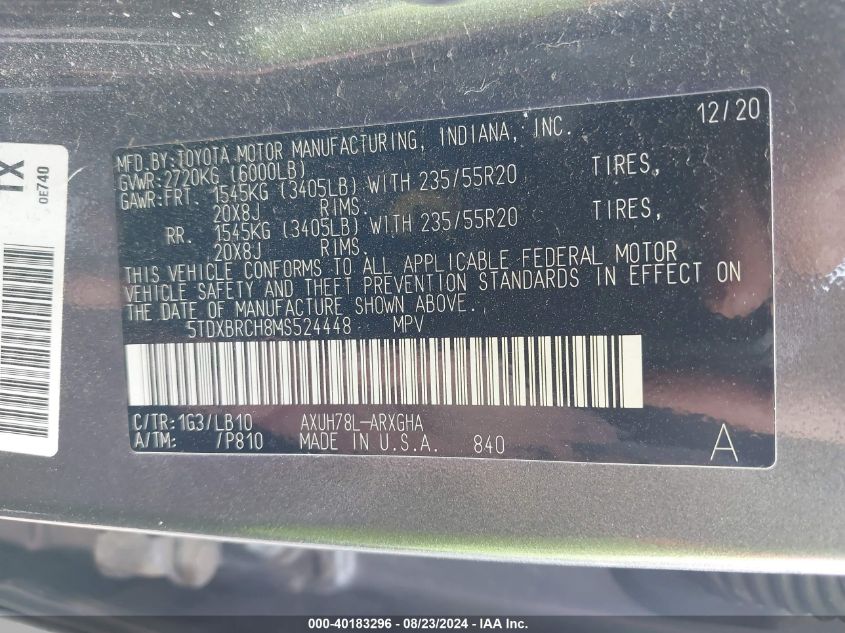 12/20
MFD.BY:TOYOTA MOTOR MANUFACTURING, INDIANA, INC.
GVWR:2720KG (6000LB)
GAWR:FRT. 1545KG (3405LB) WITH 235/55R20 TIRES,
20X8J RIMS.
RR. 1545KG (3405LB) WITH 235/55R20 TIRES,
20X8J RIMS.
THIS VEHICLE CONFORMS TO ALL APPLICABLE FEDERAL MOTOR
VEHICLE SAFETY AND THEFT PREVENTION STANDARDS IN EFFECT ON
THE DATE OF MANUFACTURE SHOWN ABOVE.
5TDXBRCH8MS524448 MPV
C/TR:1G3/LB10 AXUH78L-ARXGHA
A/TM: /P810 MADE IN U.S.A. 840 A
0E740
000-40183296 - 08/23/2024 - IAA Inc.